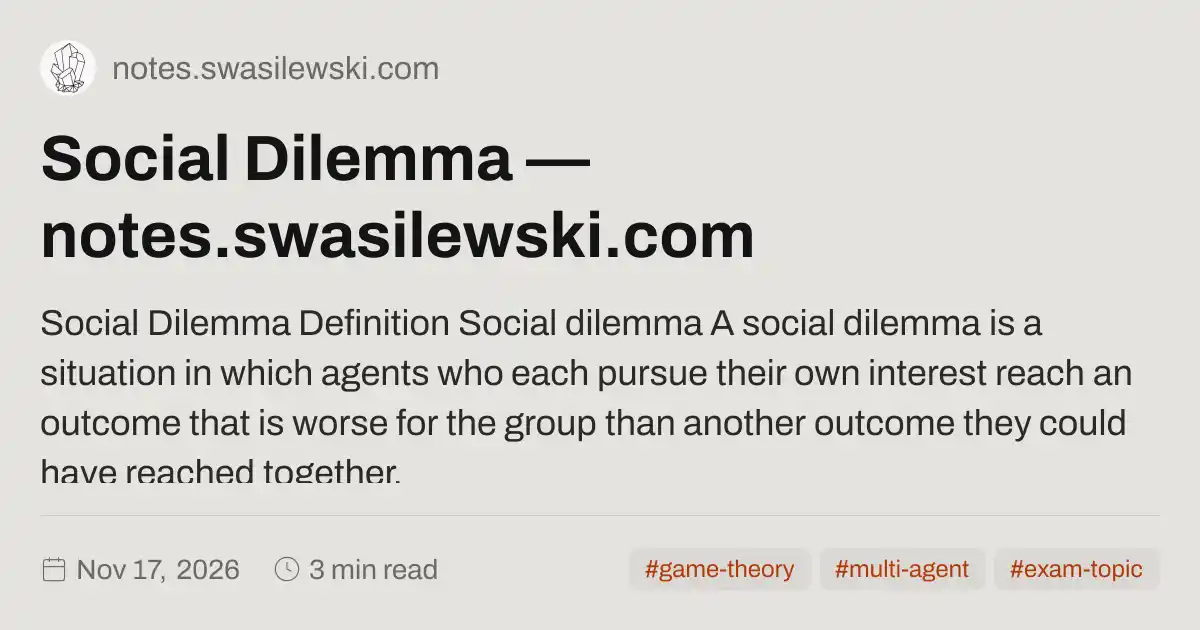 notes.swasilewski.com
Social Dilemma —
notes.swasilewski.com
Social Dilemma Definition Social dilemma A social dilemma is a
situation in which agents who each pursue their own interest reach an
outcome that is worse for the group than another outcome they could
have reached together.
Nov 17, 2026 3 min read #game-theory #multi-agent #exam-topic